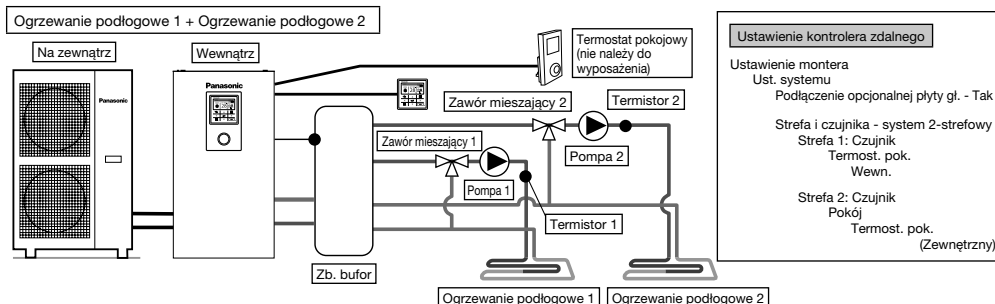 Ogrzewanie podłogowe 1 + Ogrzewanie podłogowe 2
Na zewnątrz
Wewnątrz
Panasonic
Panasonic
Termostat pokojowy
(nie należy do
wyposażenia)
Zawór mieszający 2
Termistor 2
Zawór mieszający 1
Pompa 2
Pompa 1
Termistor 1
Zb. bufor
Ogrzewanie podłogowe 1
Ogrzewanie podłogowe 2
Ustawienie kontrolera zdalnego
Ustawienie montera
Ust. systemu
Podłączenie opcjonalnej płyty gł. - Tak
Strefa i czujnika - system 2-strefowy
Strefa 1: Czujnik
Termost. pok.
Wewn.
Strefa 2: Czujnik
Pokój
Termost. pok.
(Zewnętrzny)